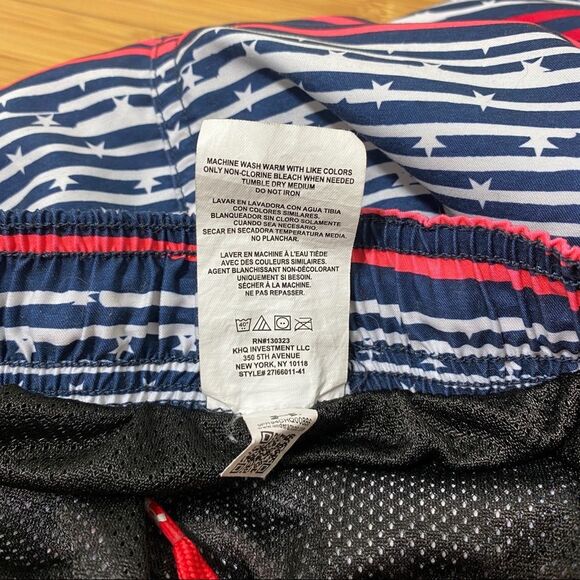 MACHINE WASH WARM WITH LIKE COLORS
ONLY NON-CLORINE BLEACH WHEN NEEDED
TUMBLE DRY MEDIUM
DO NOT IRON
LAVAR EN LAVADORA CON AGUA TIBIA
CON COLORES SIMILARES.
BLANQUEADOR SIN CLORO SOLAMENTE
CUANDO SEA NECESARIO.
SECAR EN SECADORA TEMPERATURA MEDIA.
NO PLANCHAR.
LAVER EN MACHINE À L'EAU TIÈDE
AVEC DES COULEURS SIMILAIRES.
AGENT BLANCHISSANT NON-DÉCOLORANT
UNIQUEMENT SI BESOIN.
SÉCHER À LA MACHINE.
NE PAS REPASSER.
40°
RN#130323
KHQ INVESTMENT LLC
350 5TH AVENUE
NEW YORK, NY 10118
STYLE# 27I66011-41